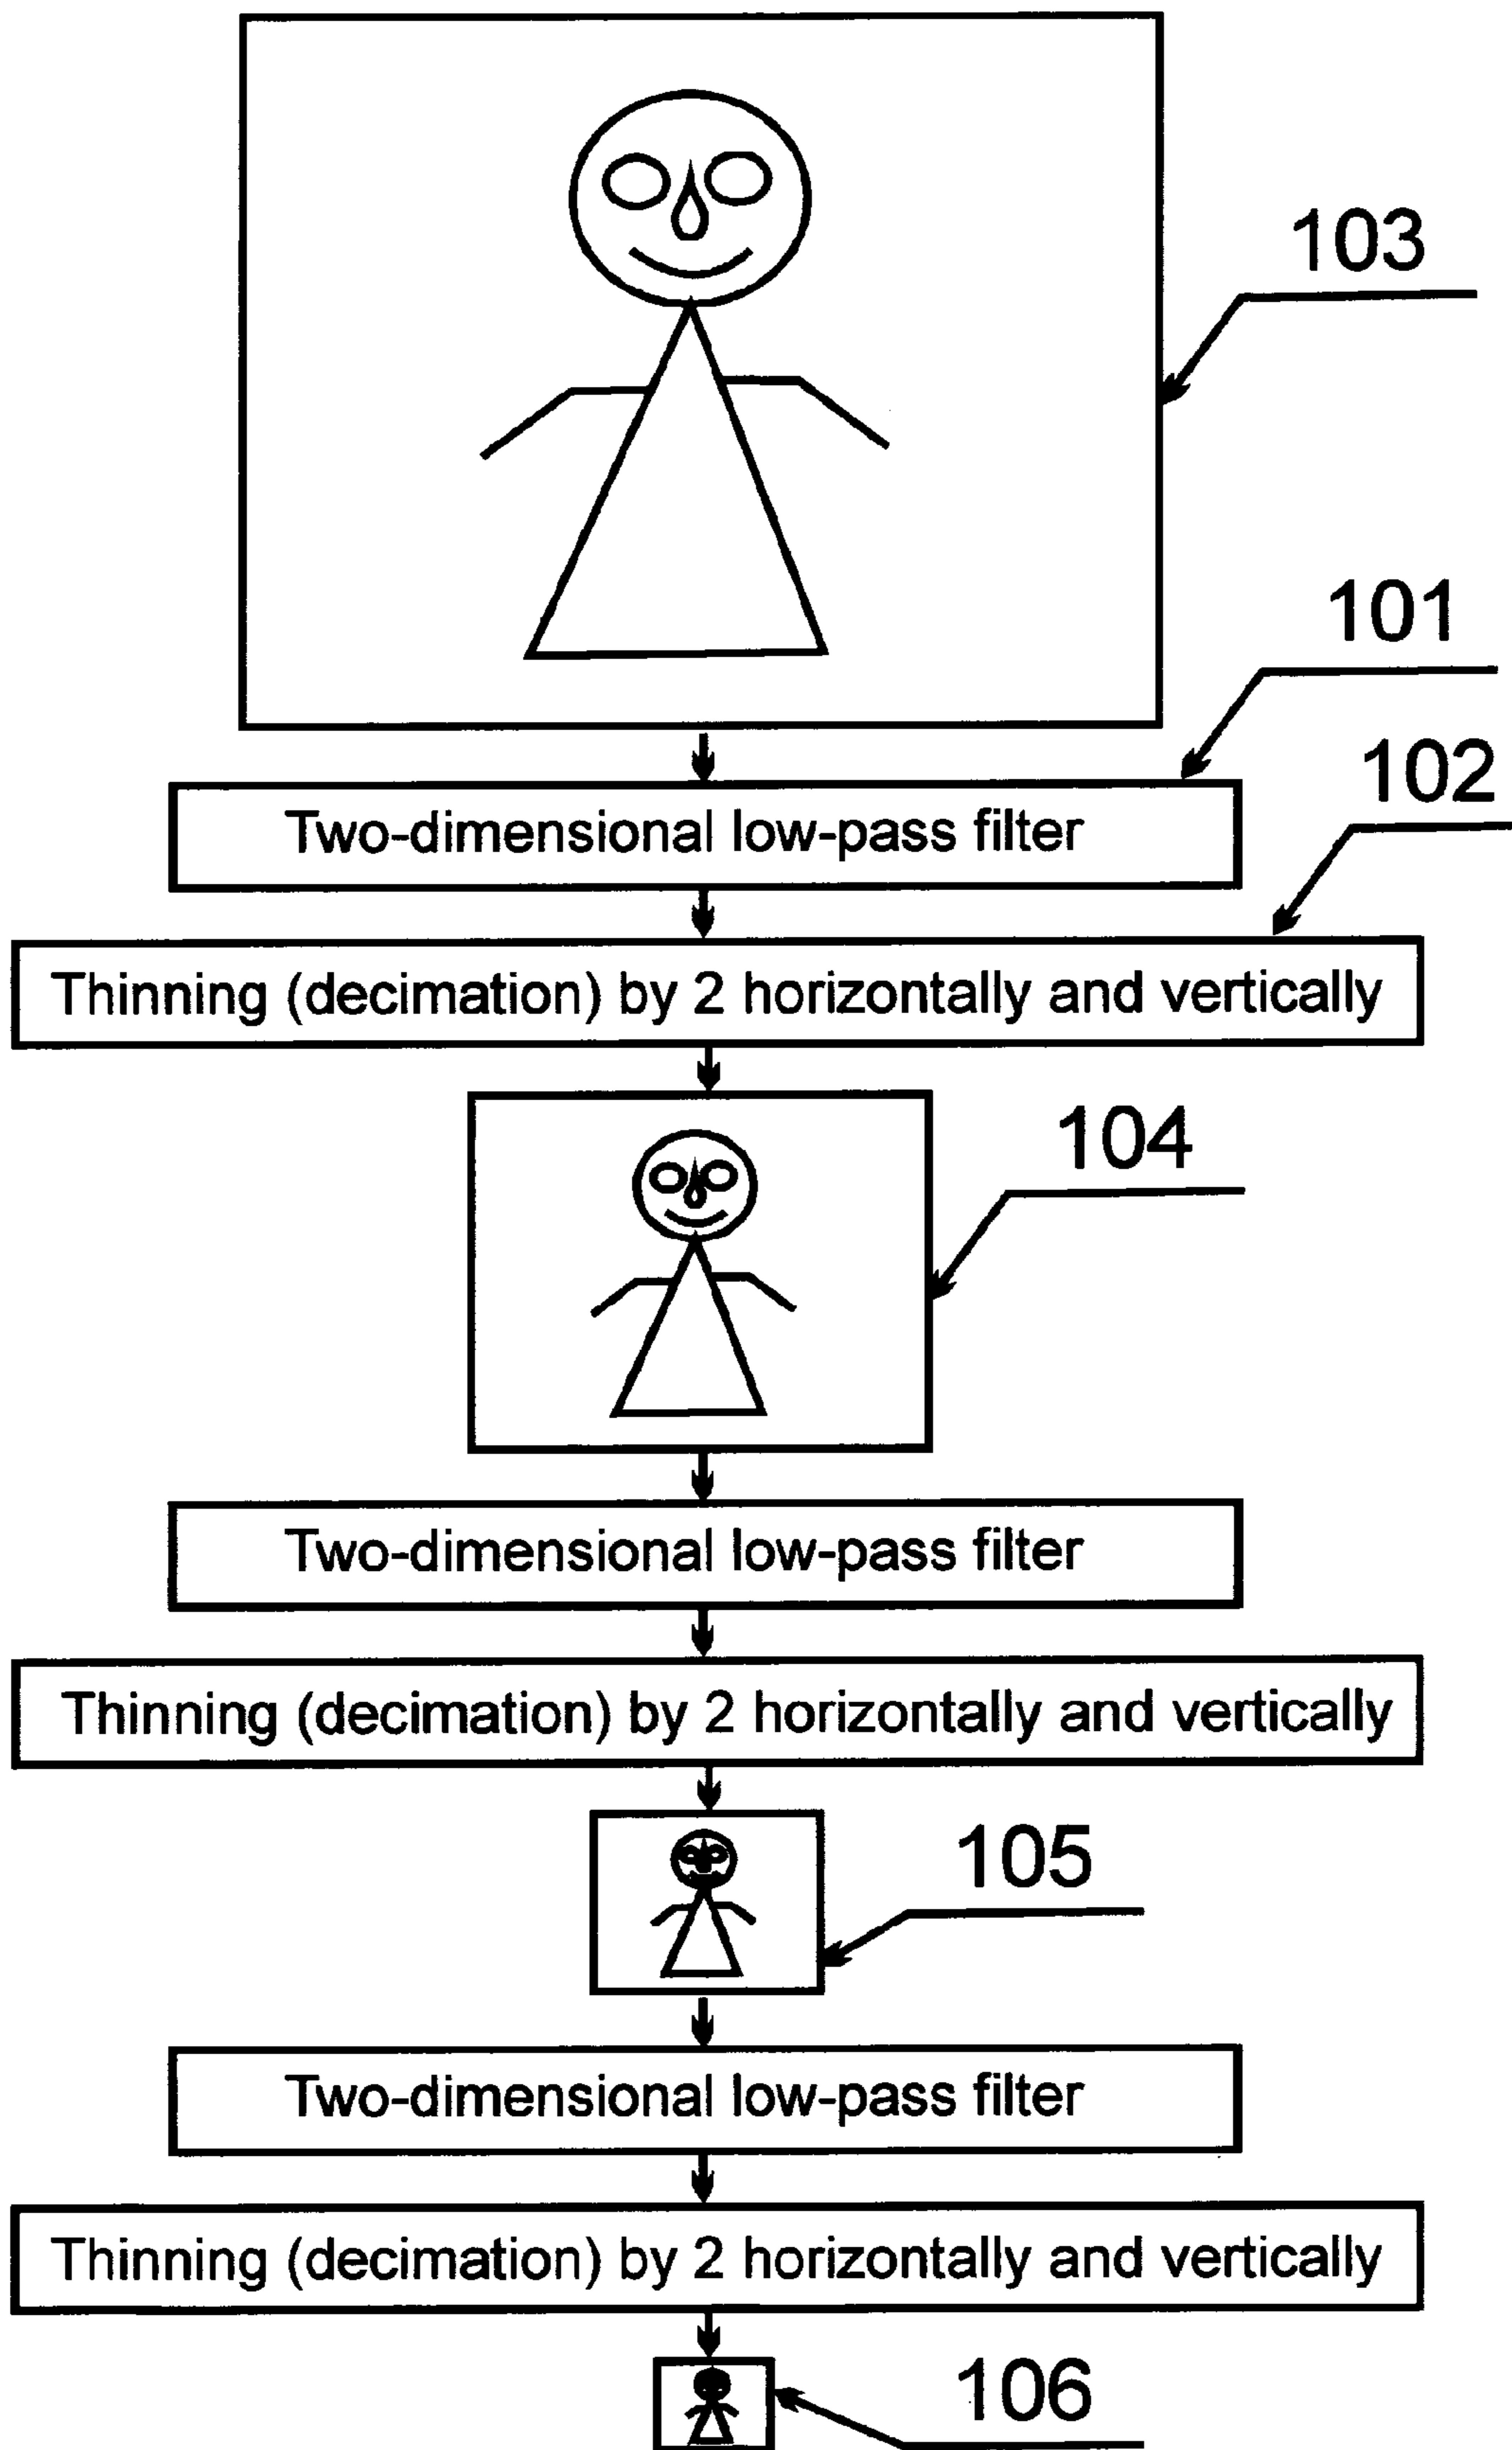 103
101
102
Two-dimensional low-pass filter
Thinning (decimation) by 2 horizontally and vertically
104
Two-dimensional low-pass filter
Thinning (decimation) by 2 horizontally and vertically
105
Two-dimensional low-pass filter
Thinning (decimation) by 2 horizontally and vertically
106